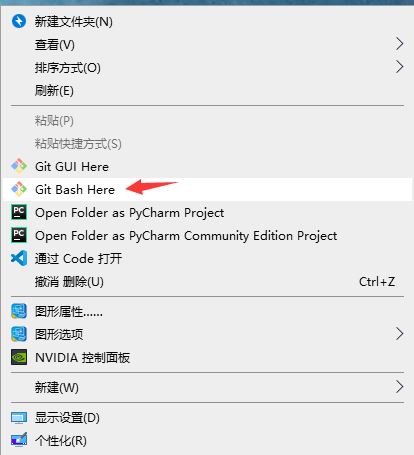 新建文件夹(N)
查看(V)
排序方式(O)
刷新(E)
粘贴(P)
粘贴快捷方式(S)
Git GUI Here
Git Bash Here
PC Open Folder as PyCharm Project
PC Open Folder as PyCharm Community Edition Project
通过 Code 打开
撤消 删除(U) Ctrl+Z
图形属性……
图形选项
NVIDIA 控制面板
新建(W)
显示设置(D)
个性化(R)